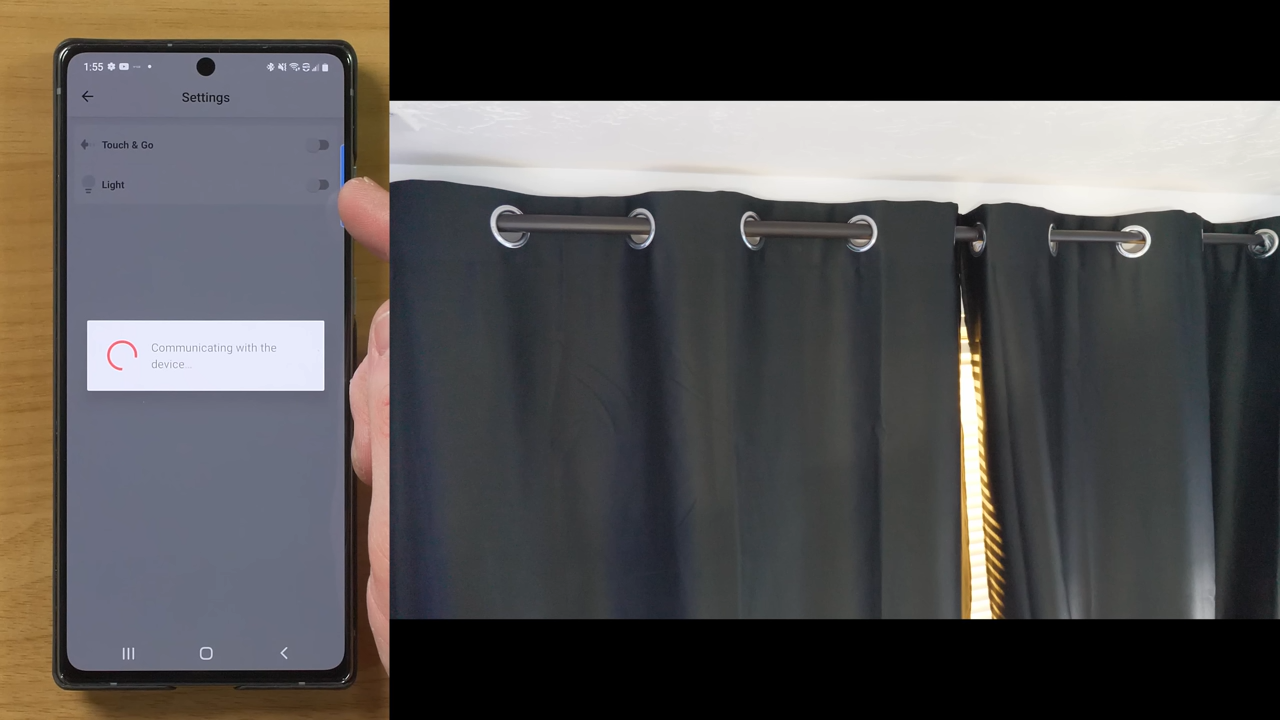 1:55
Settings
Touch & Go
Light
Communicating with the
device...